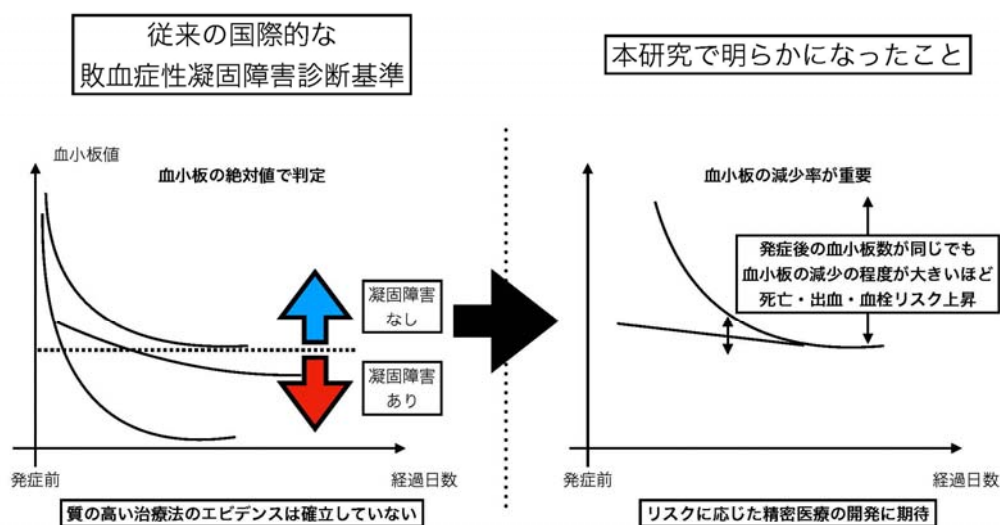 従来の国際的な
敗血症性凝固障害診断基準
血小板値
血小板の絶対値で判定
凝固障害
なし
凝固障害
あり
発症前
経過日数
質の高い治療法のエビデンスは確立していない
本研究で明らかになったこと
血小板の減少率が重要
発症後の血小板数が同じでも
血小板の減少の程度が大きいほど
死亡・出血・血栓リスク上昇
発症前
経過日数
リスクに応じた精密医療の開発に期待